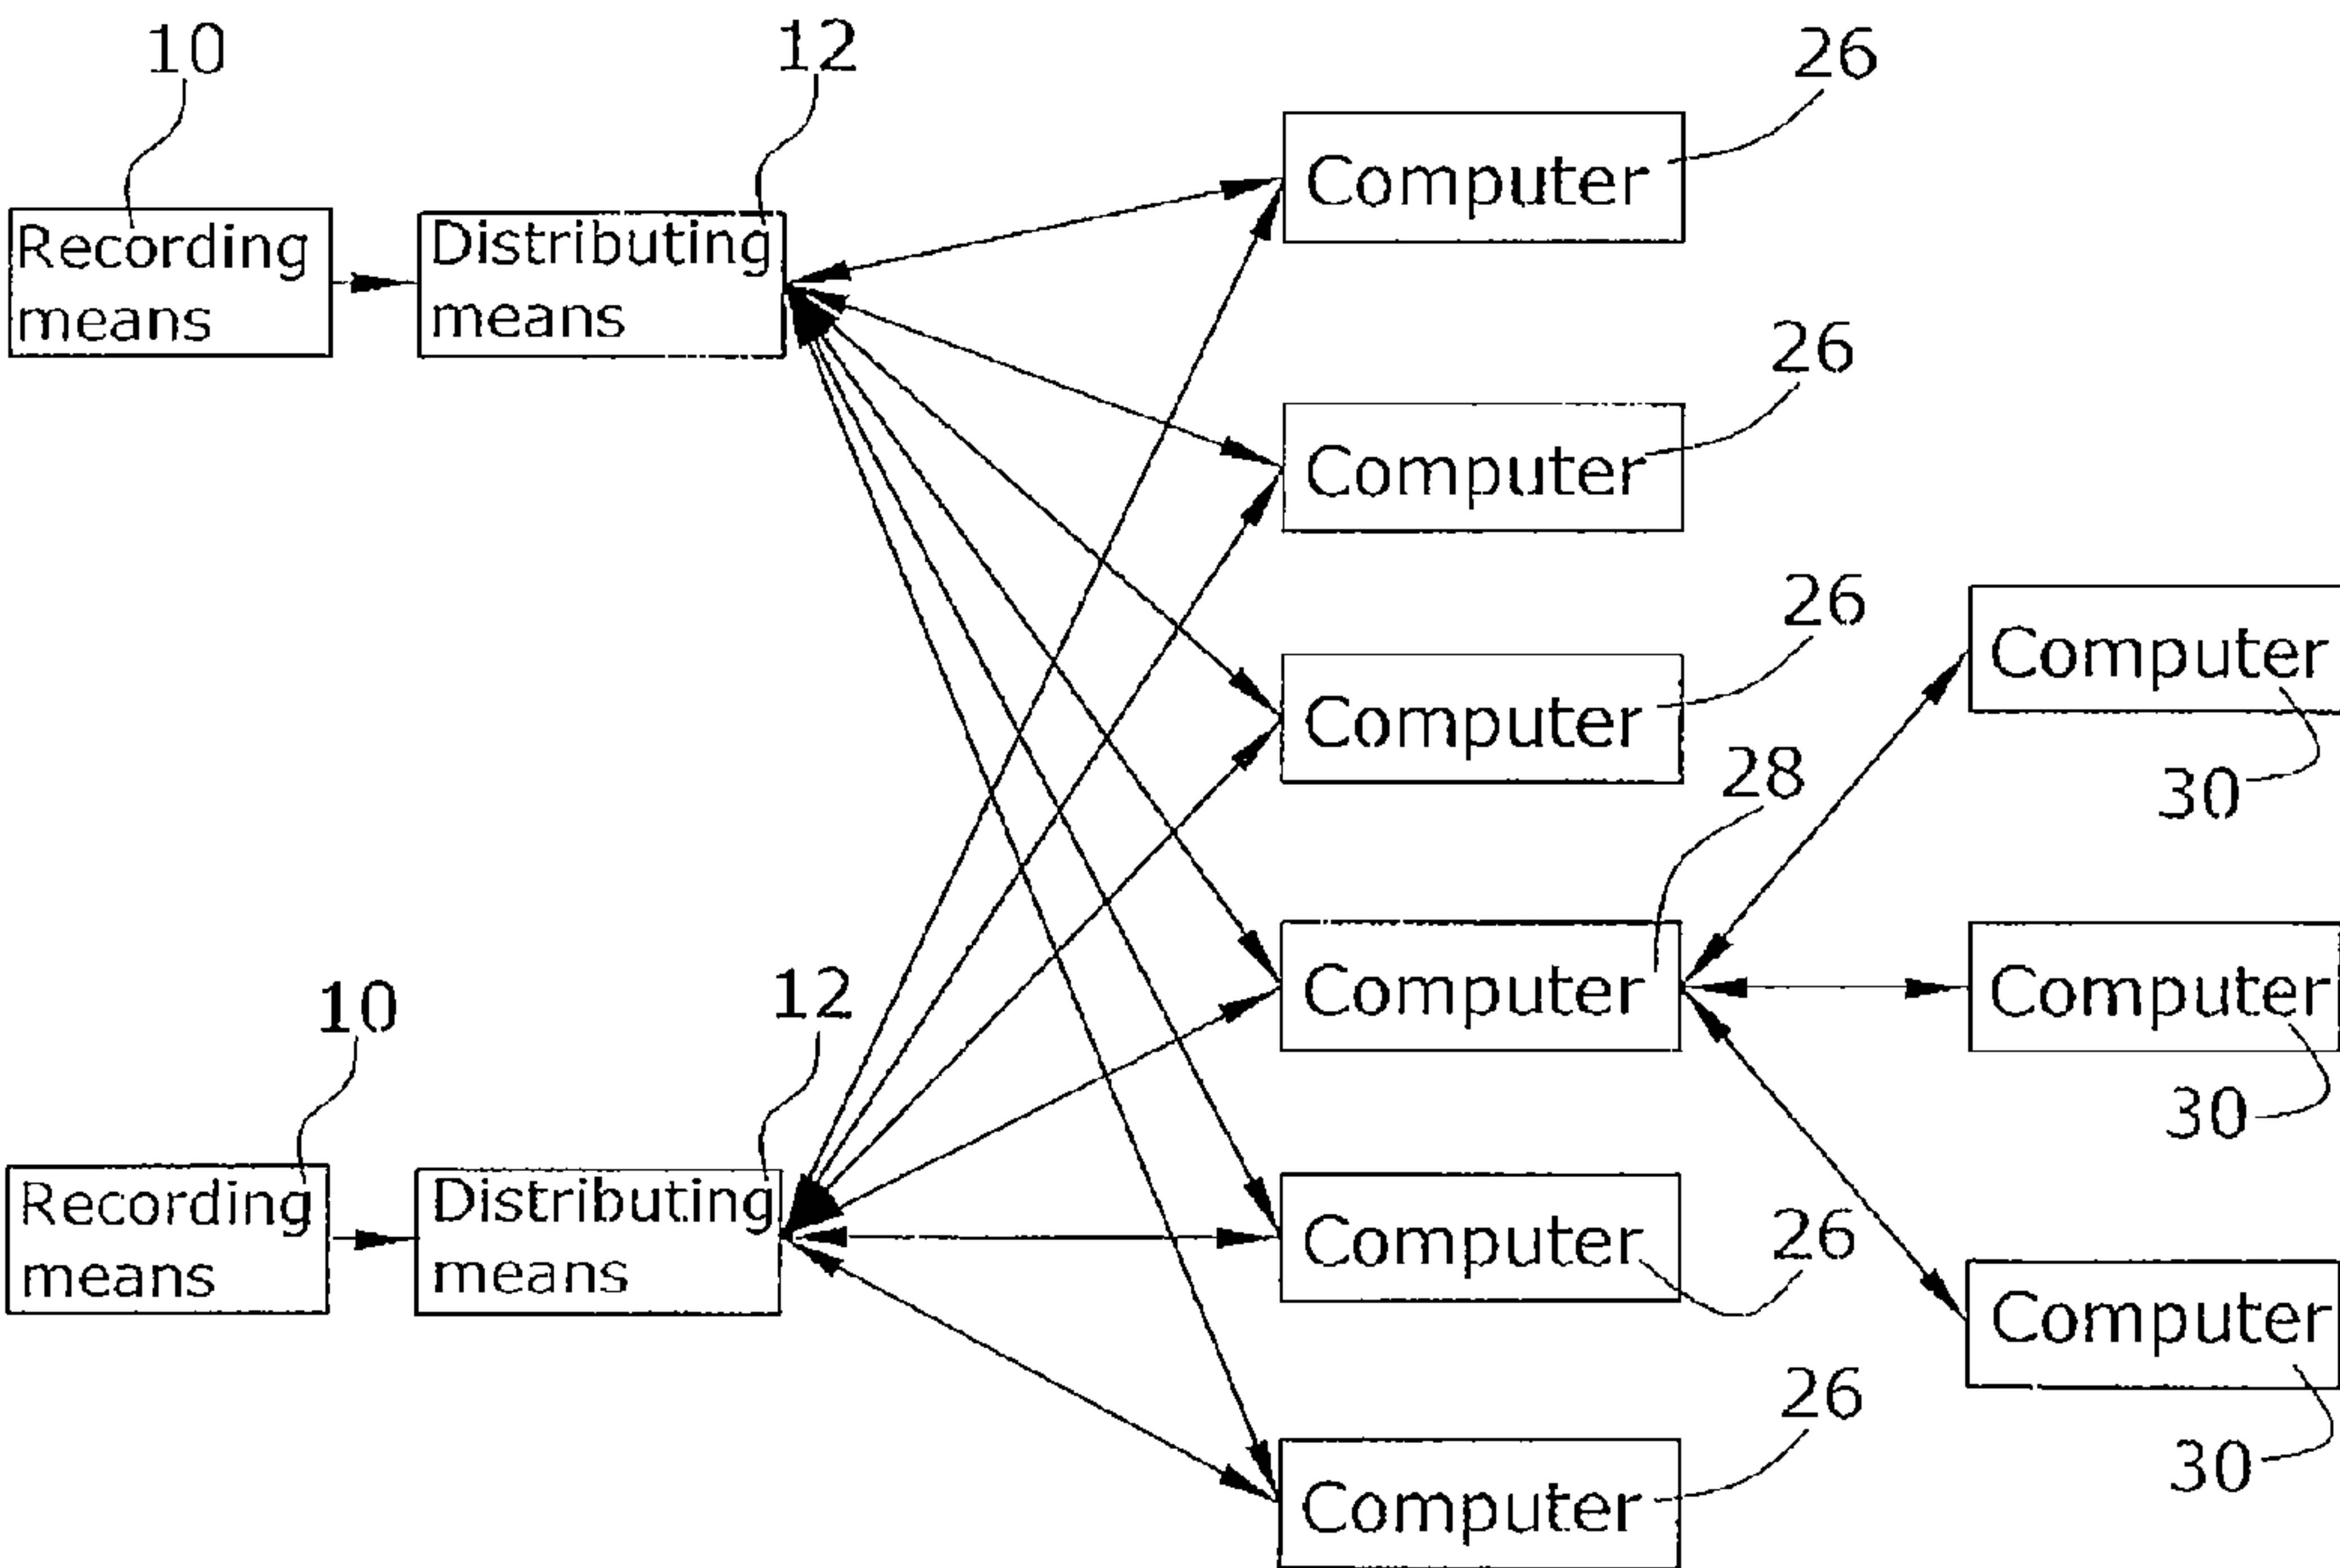 10
12
26
Computer
Recording
means
Distributing
means
26
Computer
26
Computer
Computer
30
28
10
12
Computer
Computer
30
Recording
means
Distributing
means
Computer
26
Computer
30
26
Computer